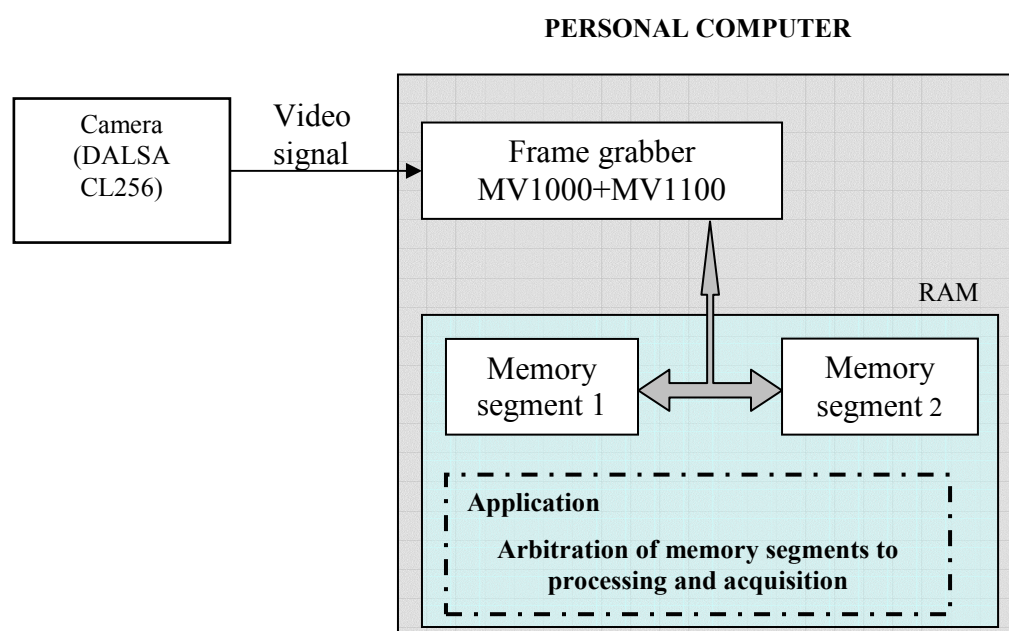 PERSONAL COMPUTER
Camera
(DALSA
CL256)
Video
signal
Frame grabber
MV1000+MV1100
RAM
Memory
segment 1
Memory
segment 2
Application
Arbitration of memory segments to
processing and acquisition